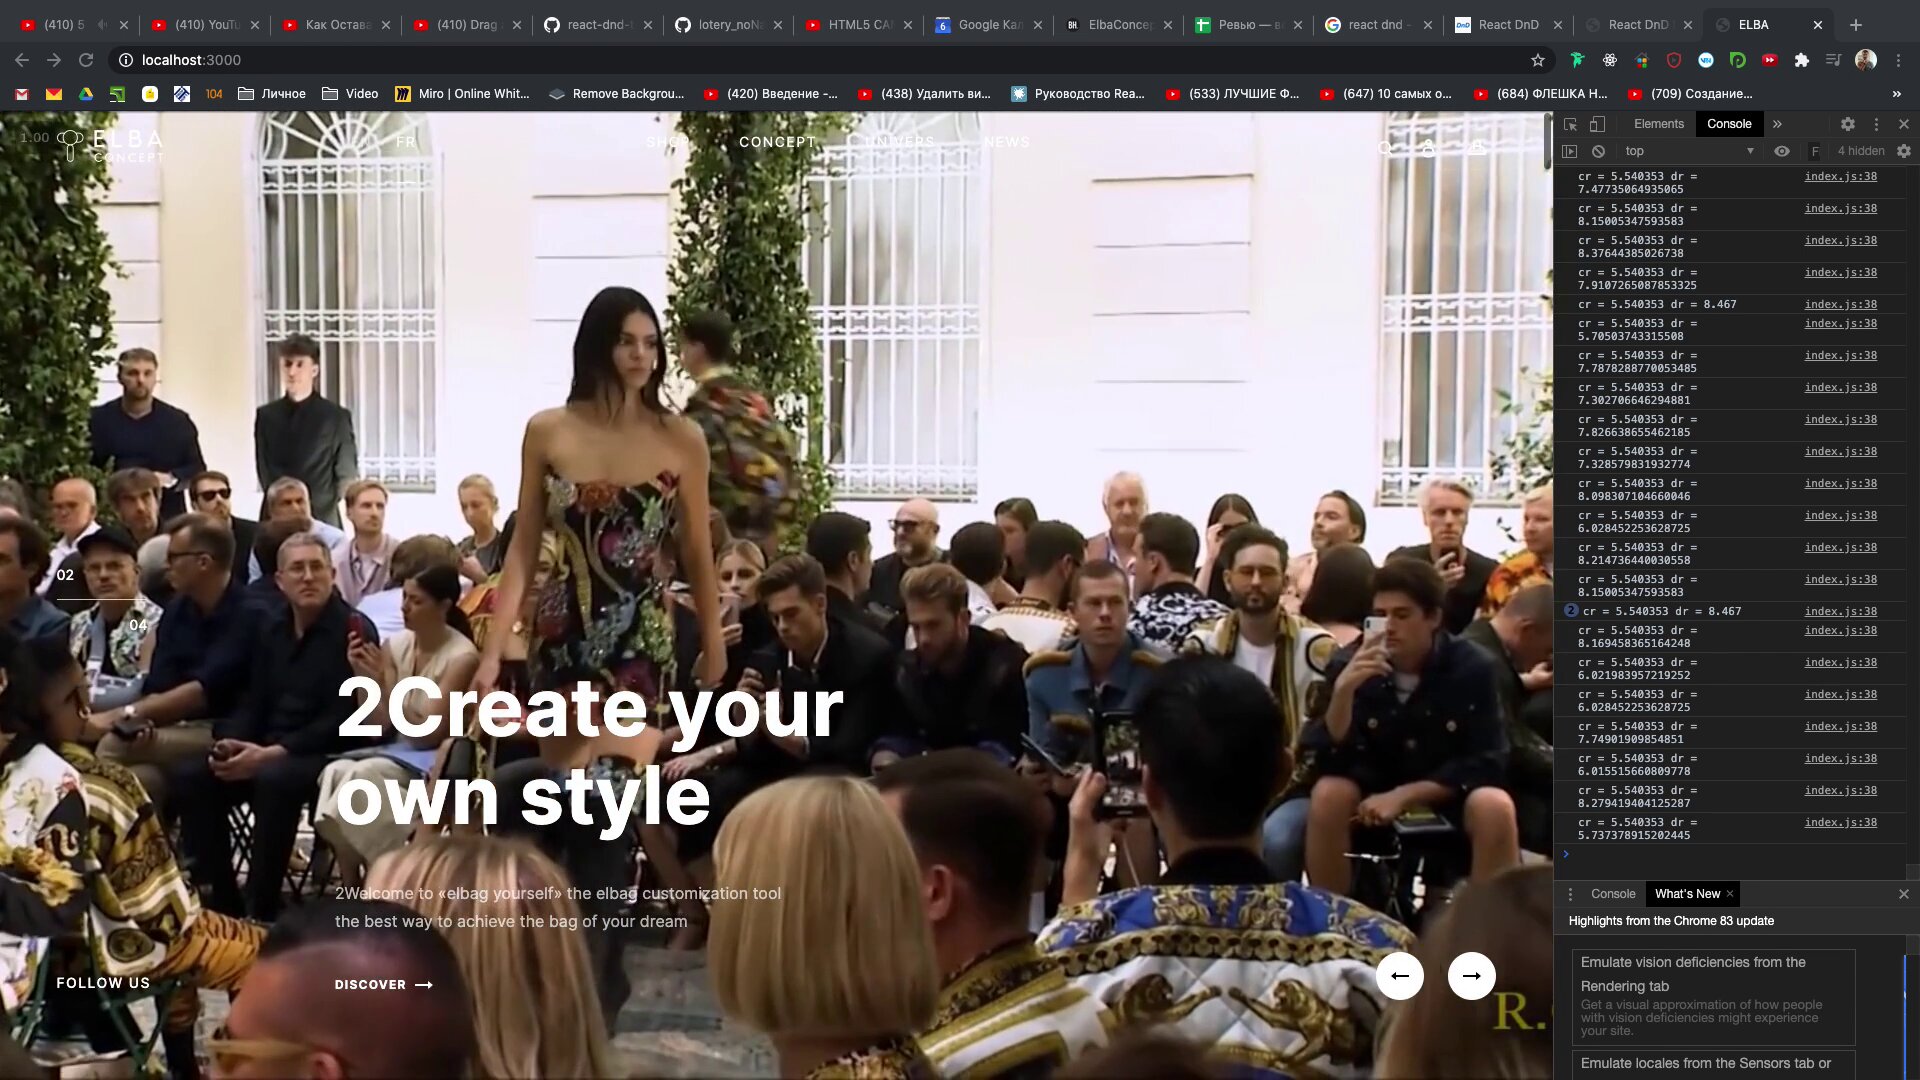 (410) 5
(410) YouTu
Как Остава
(410) Drag
react-dnd-
lotery_noNa
HTML5 CAN
Google Кал
ElbaConcep
Ревью — в
react dnd -
React DnD
React DnD
ELBA
localhost:3000
104
Личное
Video
Miro | Online Whit...
Remove Backgrou...
(420) Введение -...
(438) Удалить ви...
Руководство Rea...
(533) ЛУЧШИЕ Ф...
(647) 10 самых о...
(684) ФЛЕШКА Н...
(709) Создание...
»
1.00
ELBA
CONCEPT
FR
SHOP
CONCEPT
UNIVERS
NEWS
02
04
2Create your
own style
2Welcome to «elbag yourself» the elbag customization tool
the best way to achieve the bag of your dream
FOLLOW US
DISCOVER
R.
Elements
Console
»
top
F
4 hidden
cr = 5.540353 dr = index.js:38
7.47735064935065
cr = 5.540353 dr = index.js:38
8.15005347593583
cr = 5.540353 dr = index.js:38
8.37644385026738
cr = 5.540353 dr = index.js:38
7.9107265087853325
cr = 5.540353 dr = 8.467 index.js:38
cr = 5.540353 dr = index.js:38
5.70503743315508
cr = 5.540353 dr = index.js:38
7.7878288770053485
cr = 5.540353 dr = index.js:38
7.302706646294881
cr = 5.540353 dr = index.js:38
7.826638655462185
cr = 5.540353 dr = index.js:38
7.328579831932774
cr = 5.540353 dr = index.js:38
8.098307104660046
cr = 5.540353 dr = index.js:38
6.028452253628725
cr = 5.540353 dr = index.js:38
8.214736440030558
cr = 5.540353 dr = index.js:38
8.15005347593583
2 cr = 5.540353 dr = 8.467 index.js:38
cr = 5.540353 dr = index.js:38
8.169458365164248
cr = 5.540353 dr = index.js:38
6.021983957219252
cr = 5.540353 dr = index.js:38
6.028452253628725
cr = 5.540353 dr = index.js:38
7.74901909854851
cr = 5.540353 dr = index.js:38
6.015515660809778
cr = 5.540353 dr = index.js:38
8.279419404125287
cr = 5.540353 dr = index.js:38
5.737378915202445
Console
What's New
Highlights from the Chrome 83 update
Emulate vision deficiencies from the
Rendering tab
Get a visual approximation of how people
with vision deficiencies might experience
your site.
Emulate locales from the Sensors tab or